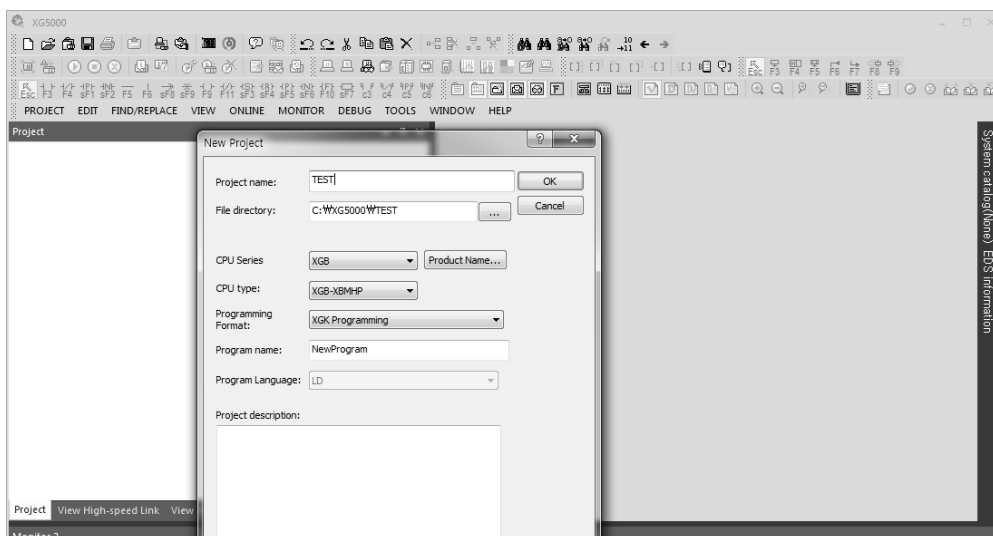 XG5000
PROJECT EDIT FIND/REPLACE VIEW ONLINE MONITOR DEBUG TOOLS WINDOW HELP
Project
New Project
Project name:
TEST
OK
File directory:
C:₩XG5000₩TEST
...
Cancel
CPU Series
XGB
Product Name...
CPU type:
XGB-XBMHP
Programming
Format:
XGK Programming
Program name:
NewProgram
Program Language:
LD
Project description:
Project
View High-speed Link
View
System catalog(None)
EDS information